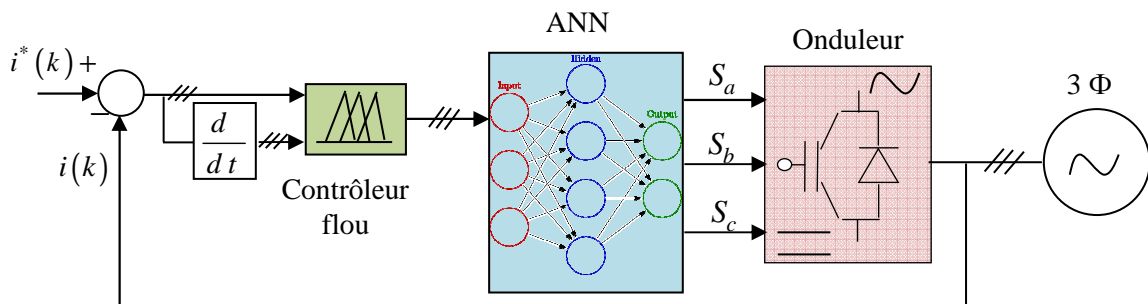 ANN
Onduleur
i*(k) +
−
i(k)
d
dt
Contrôleur
flou
Input
Hidden
Output
S_a
S_b
S_c
3 Φ